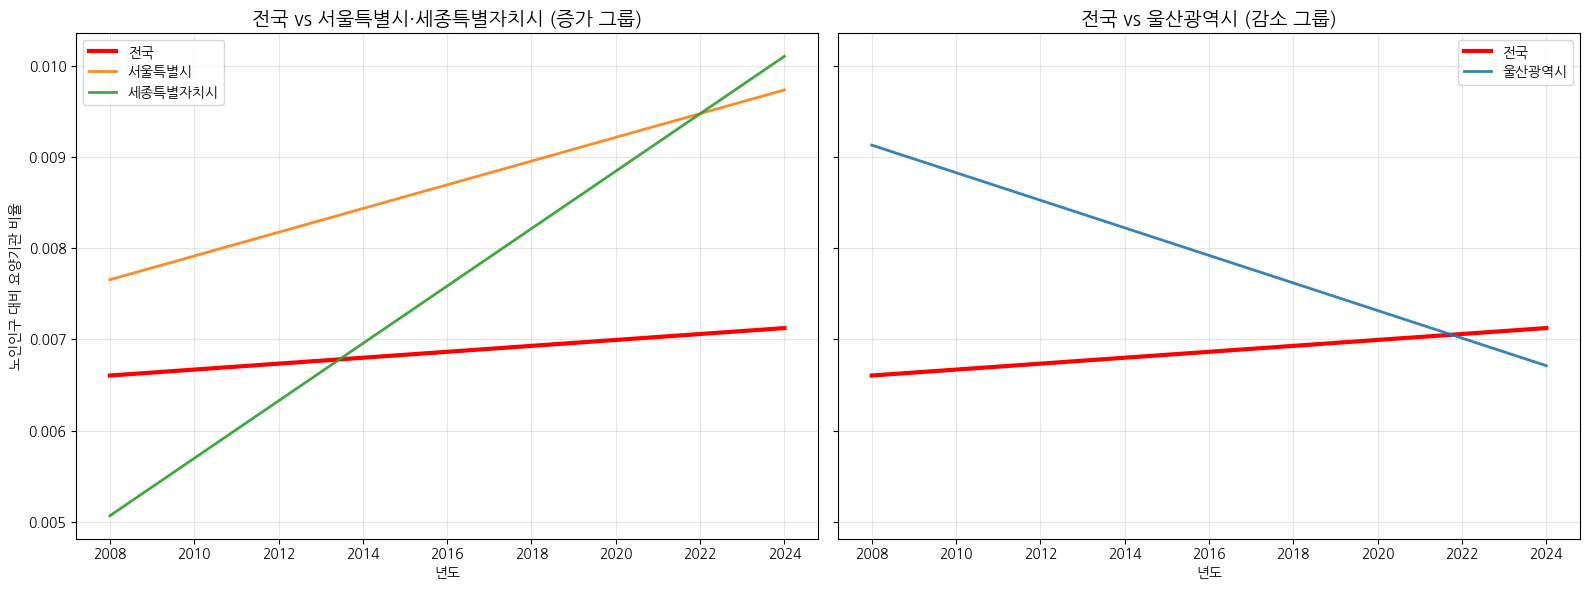 전국 vs 서울특별시·세종특별자치시 (증가 그룹)
전국
서울특별시
세종특별자치시
노인인구 대비 요양기관 비율
0.010
0.009
0.008
0.007
0.006
0.005
2008 2010 2012 2014 2016 2018 2020 2022 2024
년도
전국 vs 울산광역시 (감소 그룹)
전국
울산광역시
2008 2010 2012 2014 2016 2018 2020 2022 2024
년도